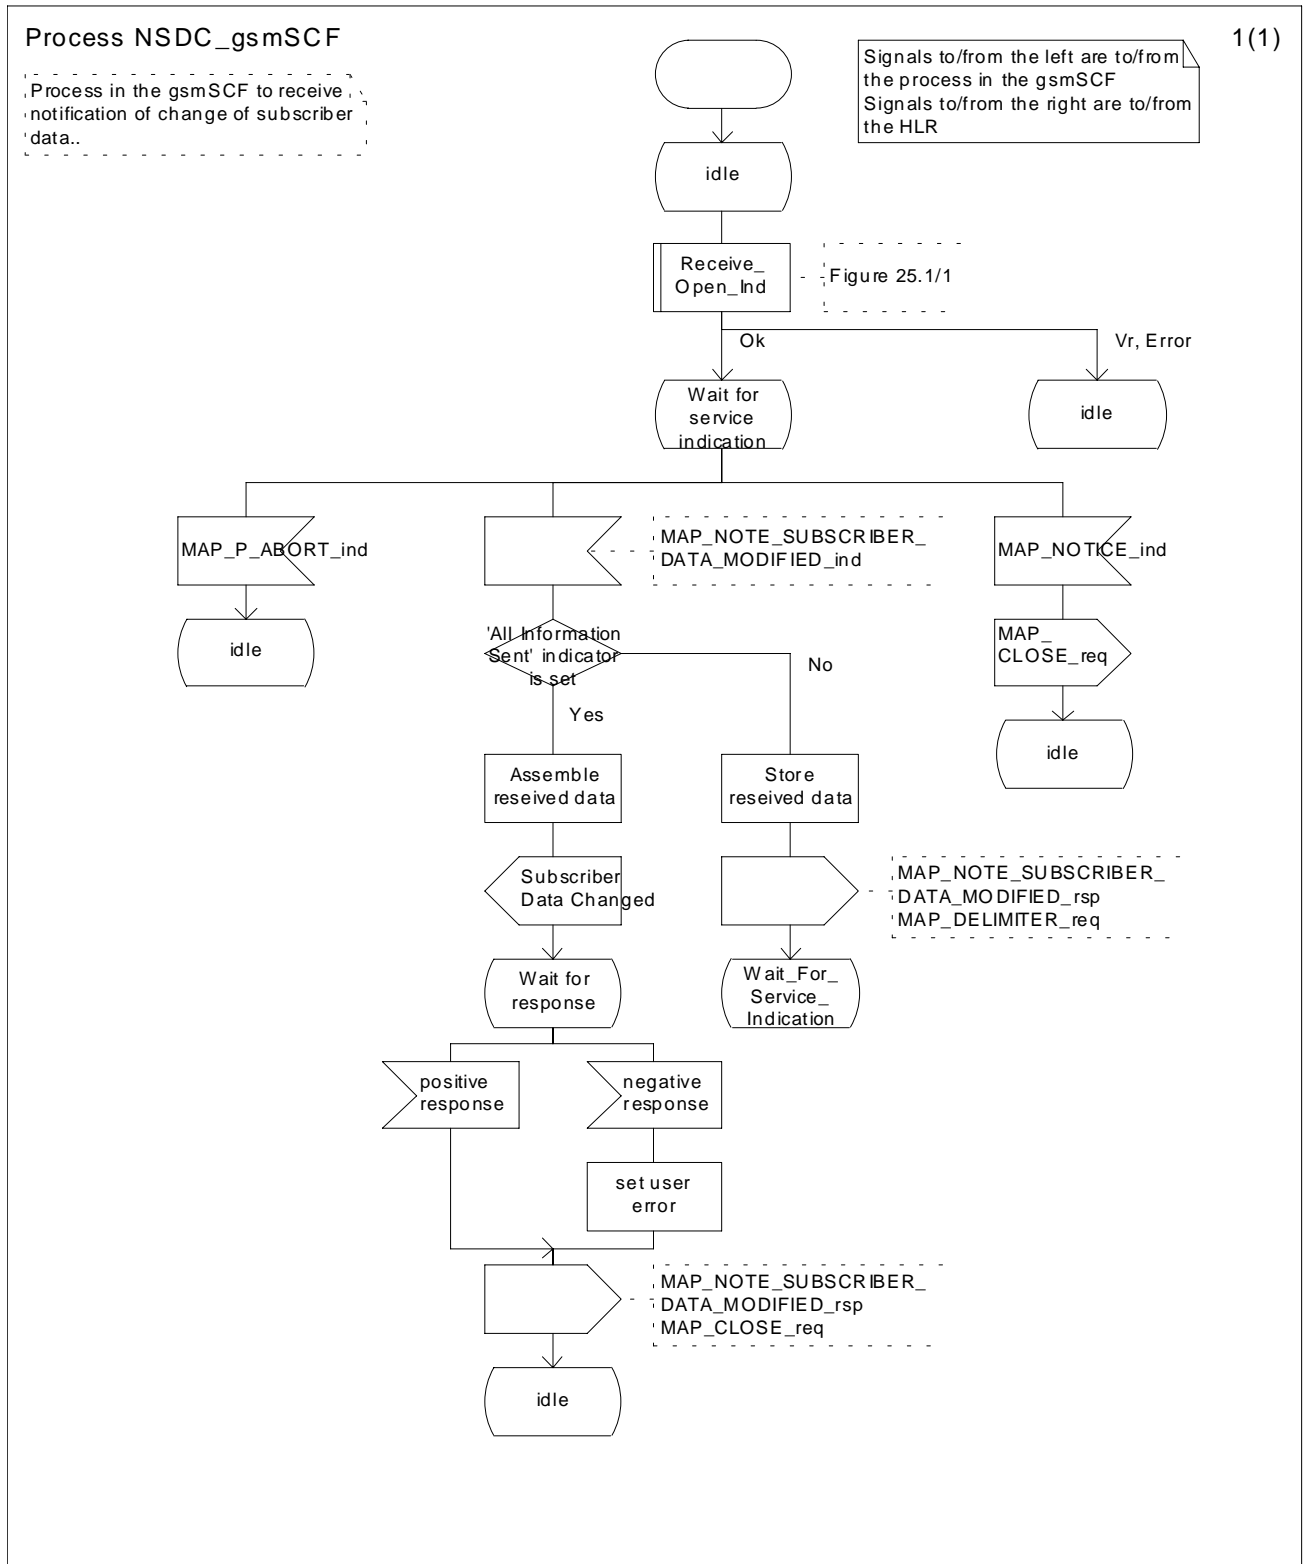 Process NSDC_gsmSCF
1(1)
Process in the gsmSCF to receive
notification of change of subscriber
data..
Signals to/from the left are to/from
the process in the gsmSCF
Signals to/from the right are to/from
the HLR
idle
Receive_
Open_Ind
Figure 25.1/1
Ok
Vr, Error
Wait for
service
indication
idle
MAP_P_ABORT_ind
MAP_NOTE_SUBSCRIBER_
DATA_MODIFIED_ind
MAP_NOTICE_ind
idle
'All Information
Sent' indicator
is set
No
Yes
MAP_
CLOSE_req
idle
Assemble
reseived data
Store
reseived data
Subscriber
Data Changed
MAP_NOTE_SUBSCRIBER_
DATA_MODIFIED_rsp
MAP_DELIMITER_req
Wait for
response
Wait_For_
Service_
Indication
positive
response
negative
response
set user
error
MAP_NOTE_SUBSCRIBER_
DATA_MODIFIED_rsp
MAP_CLOSE_req
idle